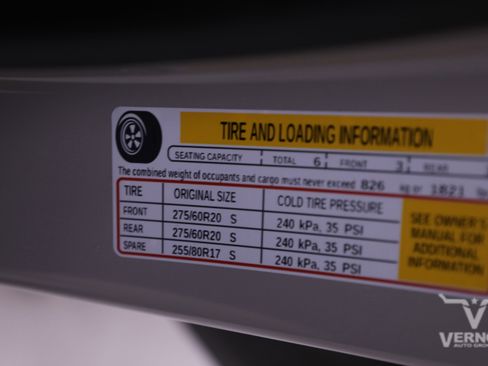 TIRE AND LOADING INFORMATION
SEATING CAPACITY TOTAL 6 FRONT 3 REAR
The combined weight of occupants and cargo must never exceed 826 kg or 1821
TIRE ORIGINAL SIZE COLD TIRE PRESSURE
FRONT 275/60R20 S 240 kPa, 35 PSI
REAR 275/60R20 S 240 kPa, 35 PSI
SPARE 255/80R17 S 240 kPa, 35 PSI
SEE OWNER'S
MANUAL FOR
ADDITIONAL
INFORMATION
AUTO GROUP